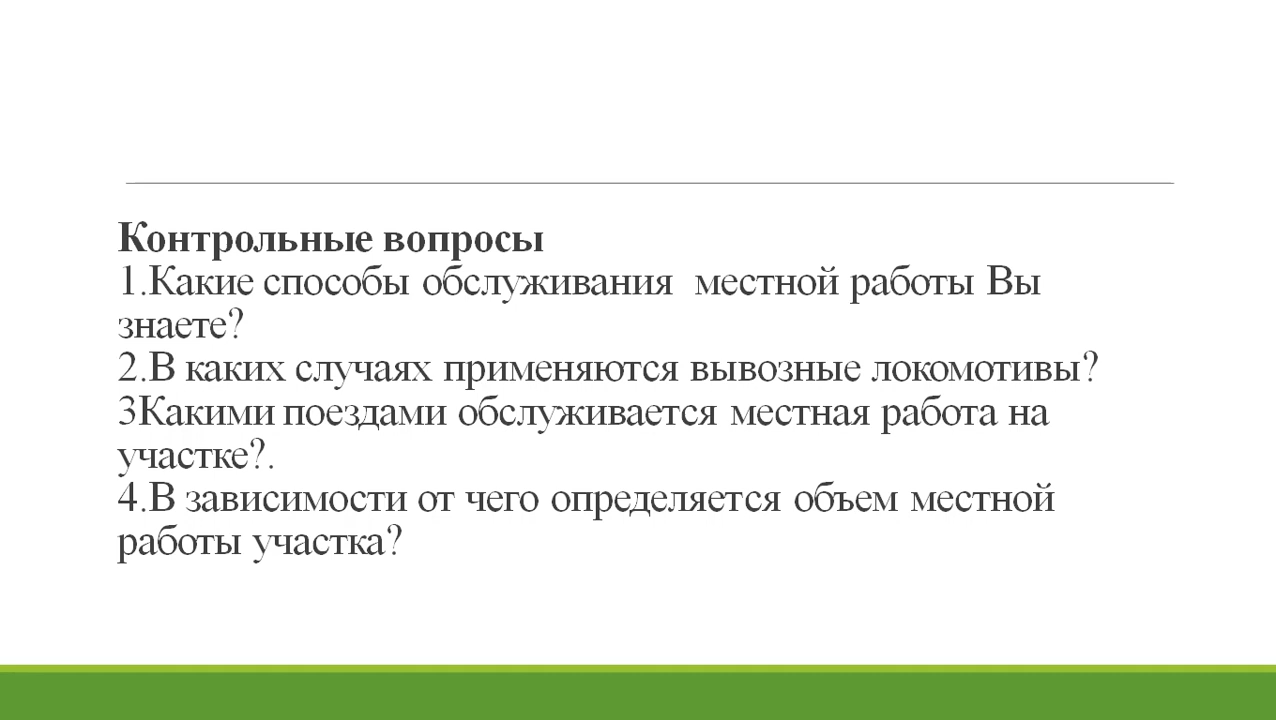 Контрольные вопросы
1.Какие способы обслуживания  местной работы Вы
знаете?
2.В каких случаях применяются вывозные локомотивы?
3Какими поездами обслуживается местная работа на
участке?.
4.В зависимости от чего определяется объем местной
работы участка?